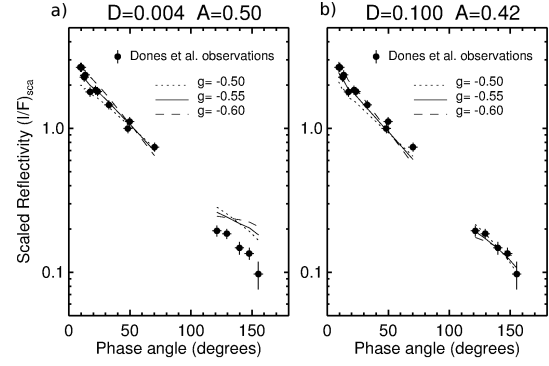 a) D=0.004 A=0.50
Dones et al. observations
g= -0.50
g= -0.55
g= -0.60
1.0
0.1
Scaled Reflectivity (I/F)sca
0 50 100 150
Phase angle (degrees)
b) D=0.100 A=0.42
Dones et al. observations
g= -0.50
g= -0.55
g= -0.60
1.0
0.1
0 50 100 150
Phase angle (degrees)